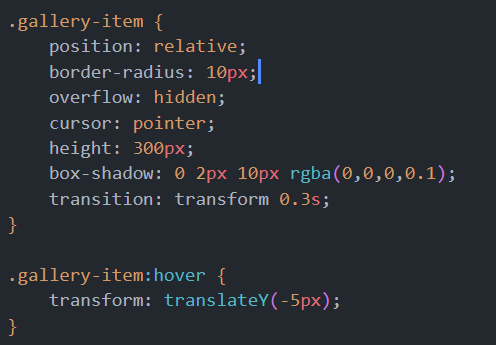 .gallery-item {
    position: relative;
    border-radius: 10px;
    overflow: hidden;
    cursor: pointer;
    height: 300px;
    box-shadow: 0 2px 10px rgba(0,0,0,0.1);
    transition: transform 0.3s;
}

.gallery-item:hover {
    transform: translateY(-5px);
}